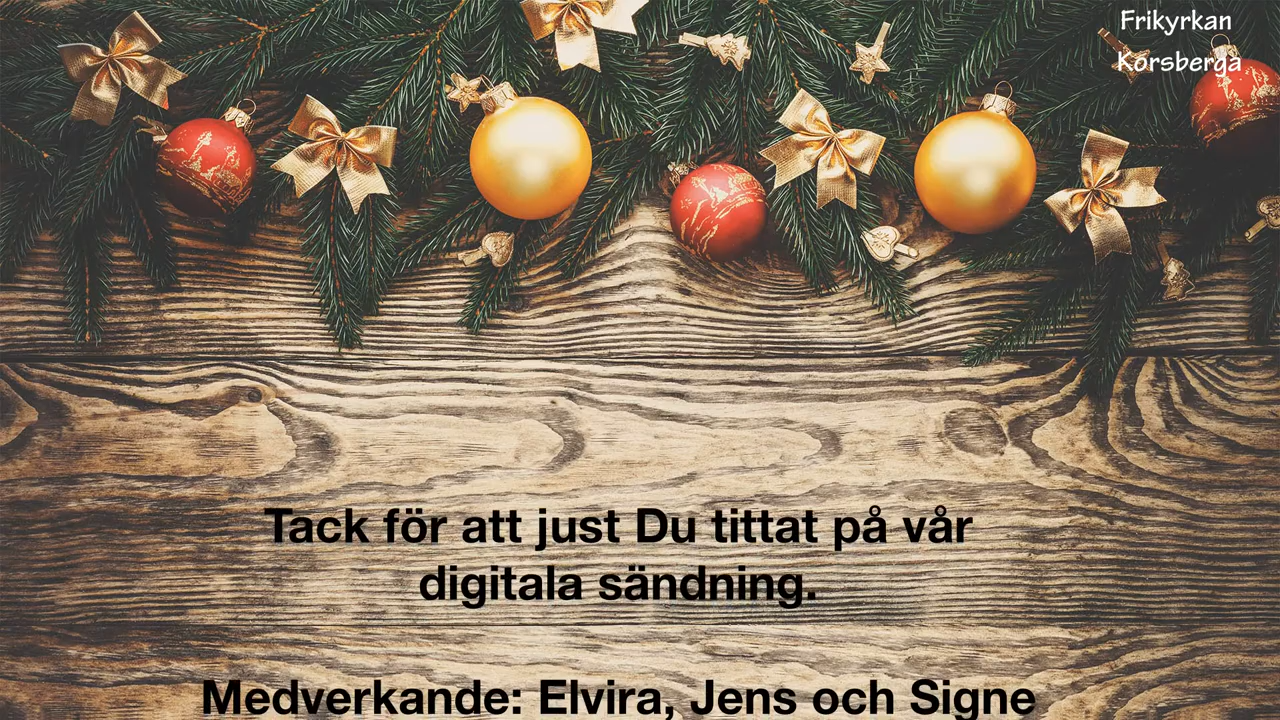 Frikyrkan
Korsberga
Tack för att just Du tittat på vår
digitala sändning.
Medverkande: Elvira, Jens och Signe